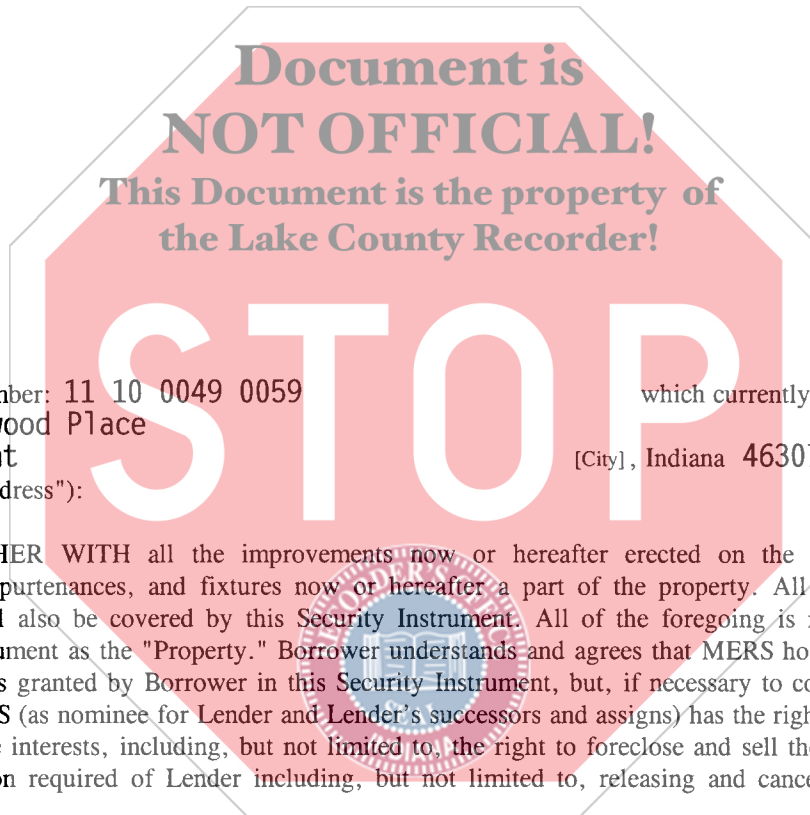 Document is
NOT OFFICIAL!
This Document is the property of
the Lake County Recorder!
STOP
nber: 11 10 0049 0059 which currently
wood Place
[City], Indiana 4630
dress"):
HER WITH all the improvements now or hereafter erected on the
purtenances, and fixtures now or hereafter a part of the property. All
also be covered by this Security Instrument. All of the foregoing is
ument as the "Property." Borrower understands and agrees that MERS ho
s granted by Borrower in this Security Instrument, but, if necessary to co
S (as nominee for Lender and Lender's successors and assigns) has the righ
e interests, including, but not limited to, the right to foreclose and sell the
on required of Lender including, but not limited to, releasing and cance
RECORDER'S
SEAL
INDIANA